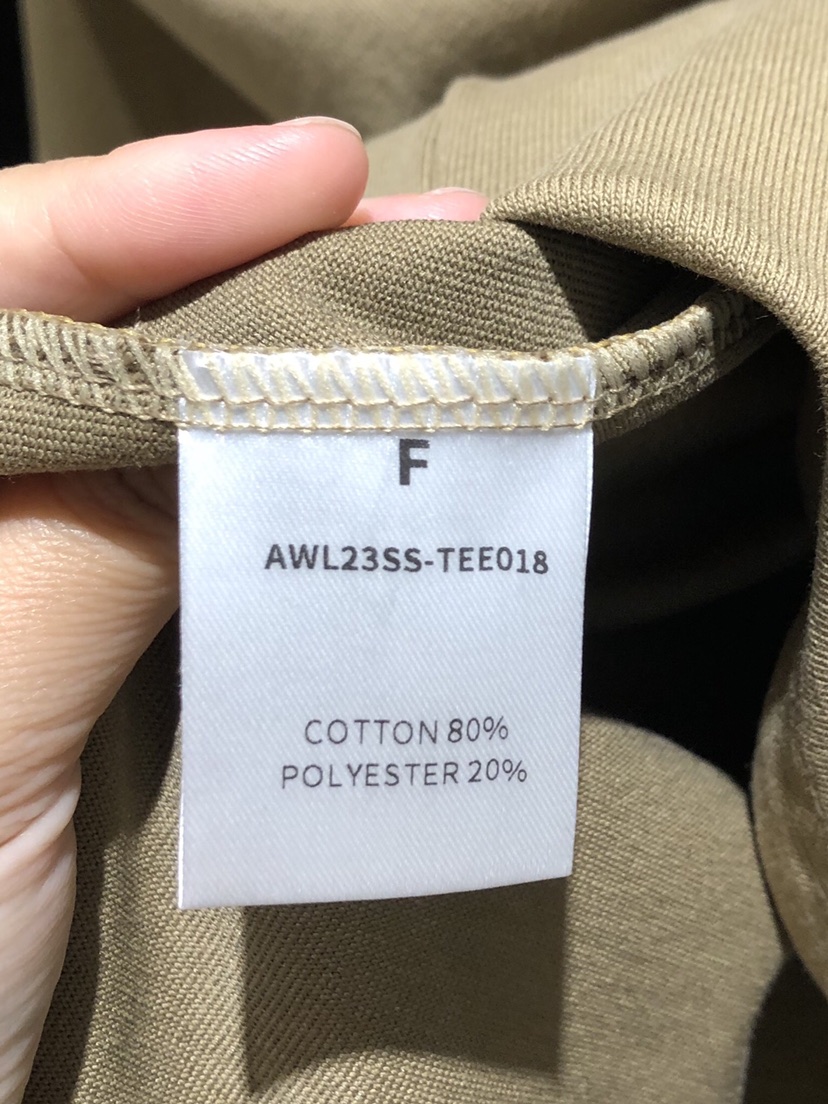 F
AWL23SS-TEE018
COTTON 80%
POLYESTER 20%